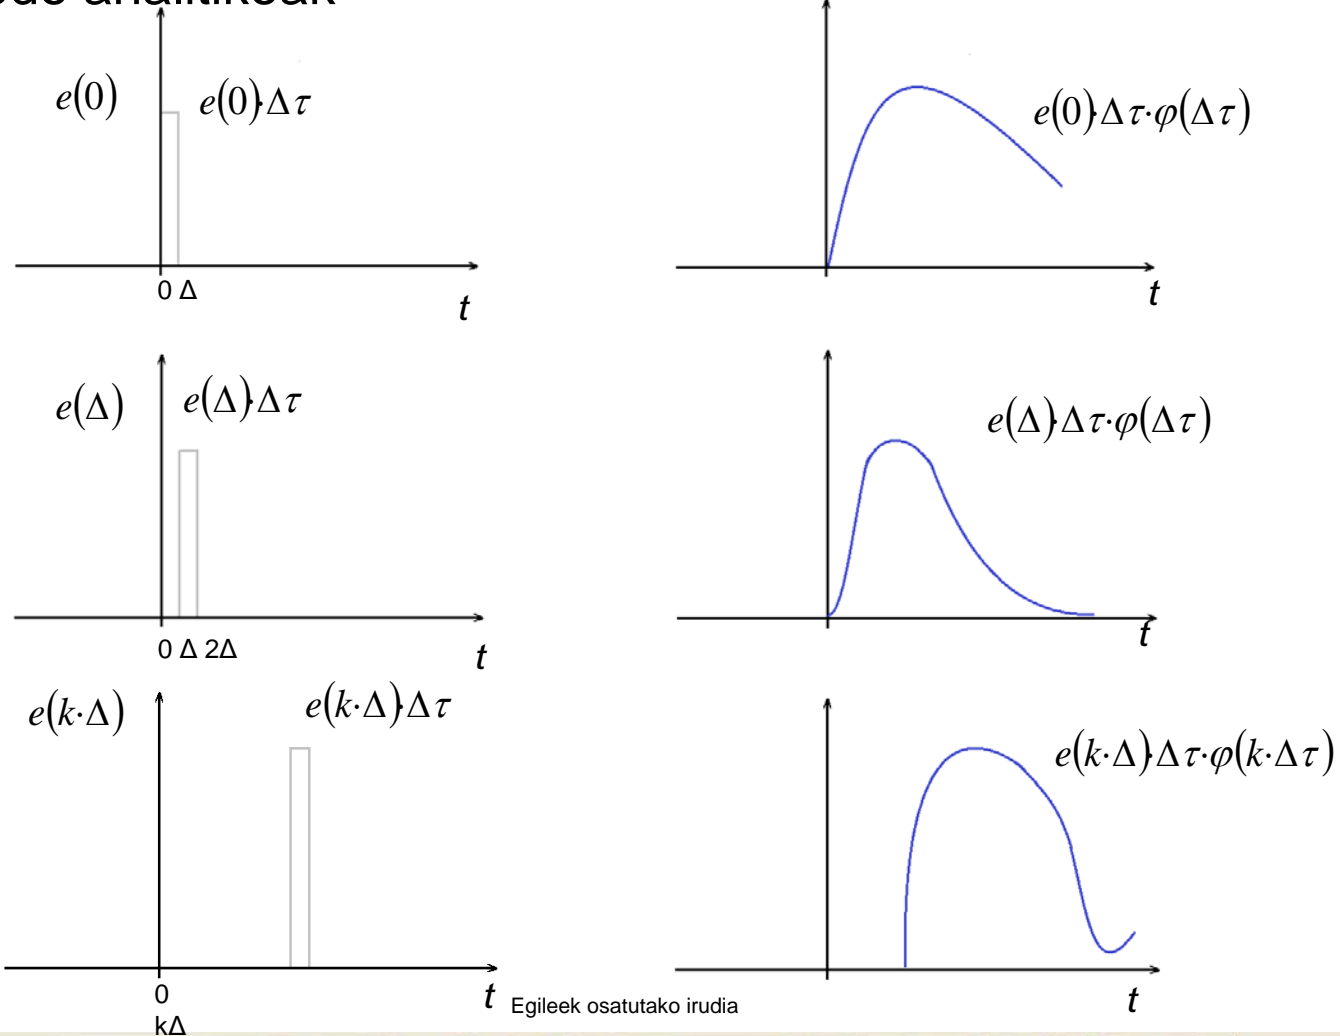 analitikoak
e(0) e(0)·Δτ
e(0)·Δτ·φ(Δτ)
0 Δ
t
t
e(Δ) e(Δ)·Δτ
e(Δ)·Δτ·φ(Δτ)
0 Δ 2Δ
t
t
e(k·Δ) e(k·Δ)·Δτ
e(k·Δ)·Δτ·φ(k·Δτ)
0
kΔ
t
Egileek osatutako irudia
t